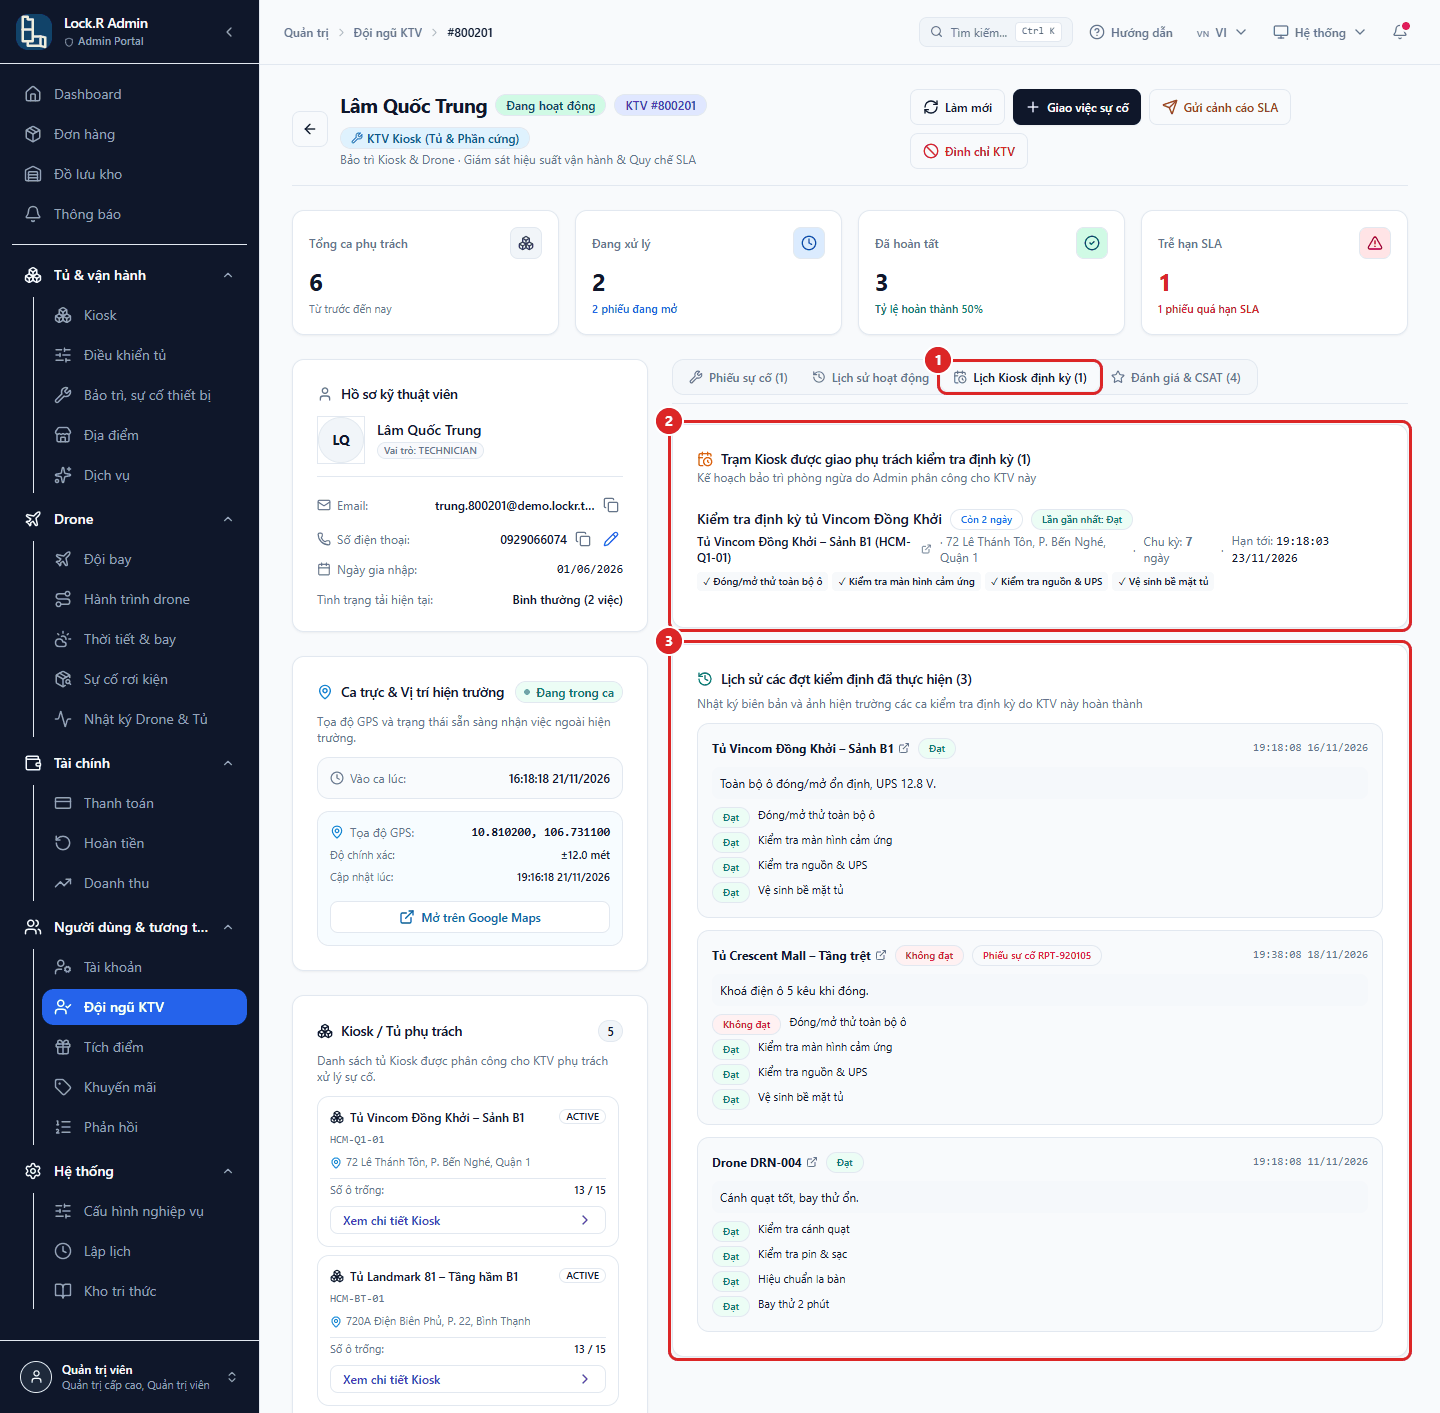 Lock.R Admin
Admin Portal
Dashboard
Đơn hàng
Đồ lưu kho
Thông báo
Tủ & vận hành
Kiosk
Điều khiển tủ
Bảo trì, sự cố thiết bị
Địa điểm
Dịch vụ
Drone
Đội bay
Hành trình drone
Thời tiết & bay
Sự cố rơi kiện
Nhật ký Drone & Tủ
Tài chính
Thanh toán
Hoàn tiền
Doanh thu
Người dùng & tương t...
Tài khoản
Đội ngũ KTV
Tích điểm
Khuyến mãi
Phản hồi
Hệ thống
Cấu hình nghiệp vụ
Lập lịch
Kho tri thức
Quản trị viên
Quản trị cấp cao, Quản trị viên
Quản trị > Đội ngũ KTV > #800201
Tìm kiếm... Ctrl K
Hướng dẫn
VN VI
Hệ thống
Lâm Quốc Trung Đang hoạt động KTV #800201
KTV Kiosk (Tủ & Phần cứng)
Bảo trì Kiosk & Drone · Giám sát hiệu suất vận hành & Quy chế SLA
Làm mới
Giao việc sự cố
Gửi cảnh cáo SLA
Đình chỉ KTV
Tổng ca phụ trách
6
Từ trước đến nay
Đang xử lý
2
2 phiếu đang mở
Đã hoàn tất
3
Tỷ lệ hoàn thành 50%
Trễ hạn SLA
1
1 phiếu quá hạn SLA
Hồ sơ kỹ thuật viên
LQ
Lâm Quốc Trung
Vai trò: TECHNICIAN
Email: trung.800201@demo.lockr.t...
Số điện thoại: 0929066074
Ngày gia nhập: 01/06/2026
Tình trạng tải hiện tại: Bình thường (2 việc)
Ca trực & Vị trí hiện trường Đang trong ca
Tọa độ GPS và trạng thái sẵn sàng nhận việc ngoài hiện
trường.
Vào ca lúc: 16:18:18 21/11/2026
Tọa độ GPS: 10.810200, 106.731100
Độ chính xác: ±12.0 mét
Cập nhật lúc: 19:16:18 21/11/2026
Mở trên Google Maps
Kiosk / Tủ phụ trách 5
Danh sách tủ Kiosk được phân công cho KTV phụ trách
xử lý sự cố.
Tủ Vincom Đồng Khởi – Sảnh B1 ACTIVE
HCM-Q1-01
72 Lê Thánh Tôn, P. Bến Nghé, Quận 1
Số ô trống: 13 / 15
Xem chi tiết Kiosk
Tủ Landmark 81 – Tầng hầm B1 ACTIVE
HCM-BT-01
720A Điện Biên Phủ, P. 22, Bình Thạnh
Số ô trống: 13 / 15
Xem chi tiết Kiosk
Phiếu sự cố (1)
Lịch sử hoạt động
1
Lịch Kiosk định kỳ (1)
Đánh giá & CSAT (4)
2
Trạm Kiosk được giao phụ trách kiểm tra định kỳ (1)
Kế hoạch bảo trì phòng ngừa do Admin phân công cho KTV này
Kiểm tra định kỳ tủ Vincom Đồng Khởi Còn 2 ngày Lần gần nhất: Đạt
Tủ Vincom Đồng Khởi – Sảnh B1 (HCM-
Q1-01)
· 72 Lê Thánh Tôn, P. Bến Nghé,
Quận 1
· Chu kỳ: 7
ngày
· Hạn tới: 19:18:03
23/11/2026
✓ Đóng/mở thử toàn bộ ô ✓ Kiểm tra màn hình cảm ứng ✓ Kiểm tra nguồn & UPS ✓ Vệ sinh bề mặt tủ
3
Lịch sử các đợt kiểm định đã thực hiện (3)
Nhật ký biên bản và ảnh hiện trường các ca kiểm tra định kỳ do KTV này hoàn thành
Tủ Vincom Đồng Khởi – Sảnh B1 Đạt 19:18:08 16/11/2026
Toàn bộ ô đóng/mở ổn định, UPS 12.8 V.
Đạt Đóng/mở thử toàn bộ ô
Đạt Kiểm tra màn hình cảm ứng
Đạt Kiểm tra nguồn & UPS
Đạt Vệ sinh bề mặt tủ
Tủ Crescent Mall – Tầng trệt Không đạt Phiếu sự cố RPT-920105 19:38:08 18/11/2026
Khoá điện ô 5 kêu khi đóng.
Không đạt Đóng/mở thử toàn bộ ô
Đạt Kiểm tra màn hình cảm ứng
Đạt Kiểm tra nguồn & UPS
Đạt Vệ sinh bề mặt tủ
Drone DRN-004 Đạt 19:18:08 11/11/2026
Cánh quạt tốt, bay thử ổn.
Đạt Kiểm tra cánh quạt
Đạt Kiểm tra pin & sạc
Đạt Hiệu chuẩn la bàn
Đạt Bay thử 2 phút